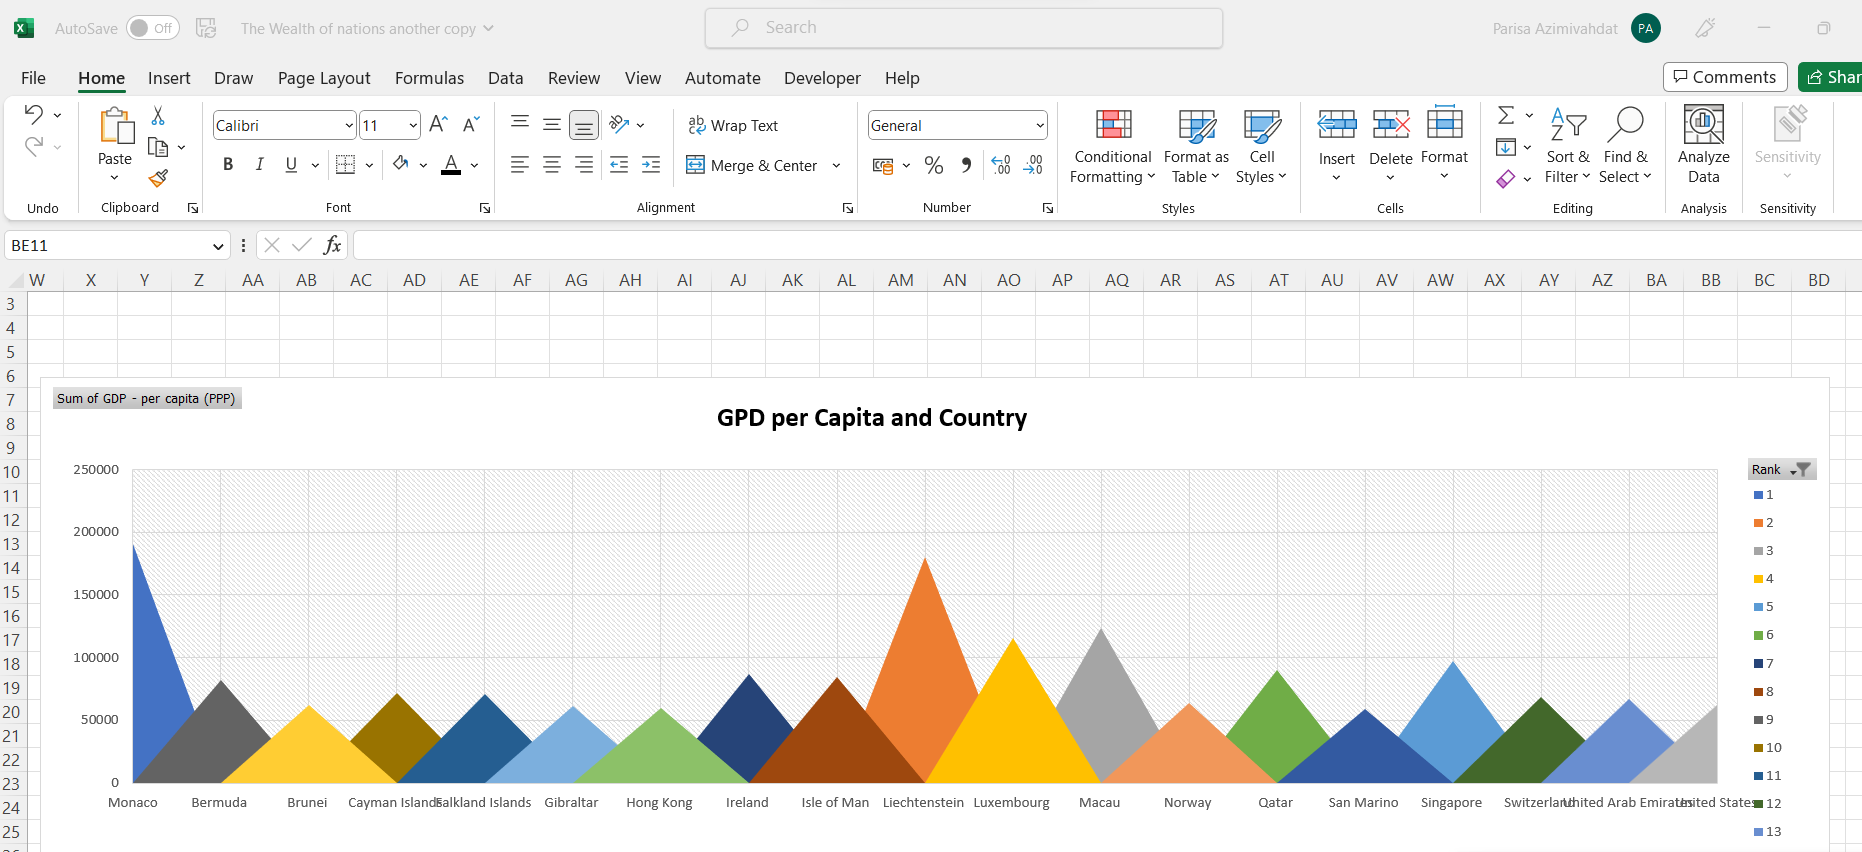 AutoSave Off The Wealth of nations another copy Search Parisa Azimivahdat PA
File Home Insert Draw Page Layout Formulas Data Review View Automate Developer Help Comments Shar
Calibri 11 Wrap Text General
Paste B I U Merge & Center % Conditional Formatting Format as Table Cell Styles Insert Delete Format Sort & Filter Find & Select Analyze Data Sensitivity
Undo Clipboard Font Alignment Number Styles Cells Editing Analysis Sensitivity
BE11 fx
W X Y Z AA AB AC AD AE AF AG AH AI AJ AK AL AM AN AO AP AQ AR AS AT AU AV AW AX AY AZ BA BB BC BD
3
4
5
6
7 Sum of GDP - per capita (PPP)
8 GPD per Capita and Country
9
10 250000 Rank
11 1
12 2
13 200000 3
14 4
15 150000 5
16 6
17 100000 7
18 8
19 9
20 50000 10
21 11
22 12
23 0 13
24 Monaco Bermuda Brunei Cayman Islands Falkland Islands Gibraltar Hong Kong Ireland Isle of Man Liechtenstein Luxembourg Macau Norway Qatar San Marino Singapore Switzerland United Arab Emirates United States
25